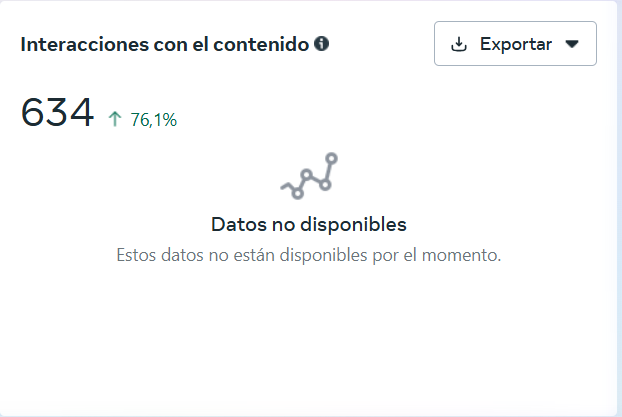 Interacciones con el contenido
Exportar
634 ↑ 76,1%
Datos no disponibles
Estos datos no están disponibles por el momento.